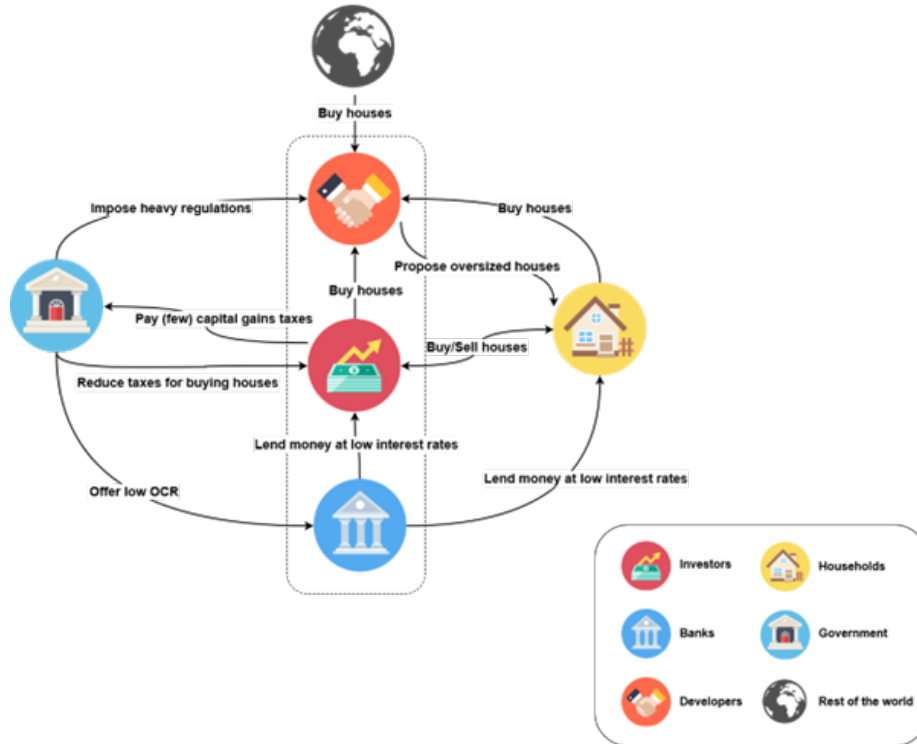 Buy houses
Impose heavy regulations
Buy houses
Propose oversized houses
Buy houses
Pay (few) capital gains taxes
Buy/Sell houses
Reduce taxes for buying houses
Lend money at low interest rates
Lend money at low interest rates
Offer low OCR
Investors
Households
Banks
Government
Developers
Rest of the world